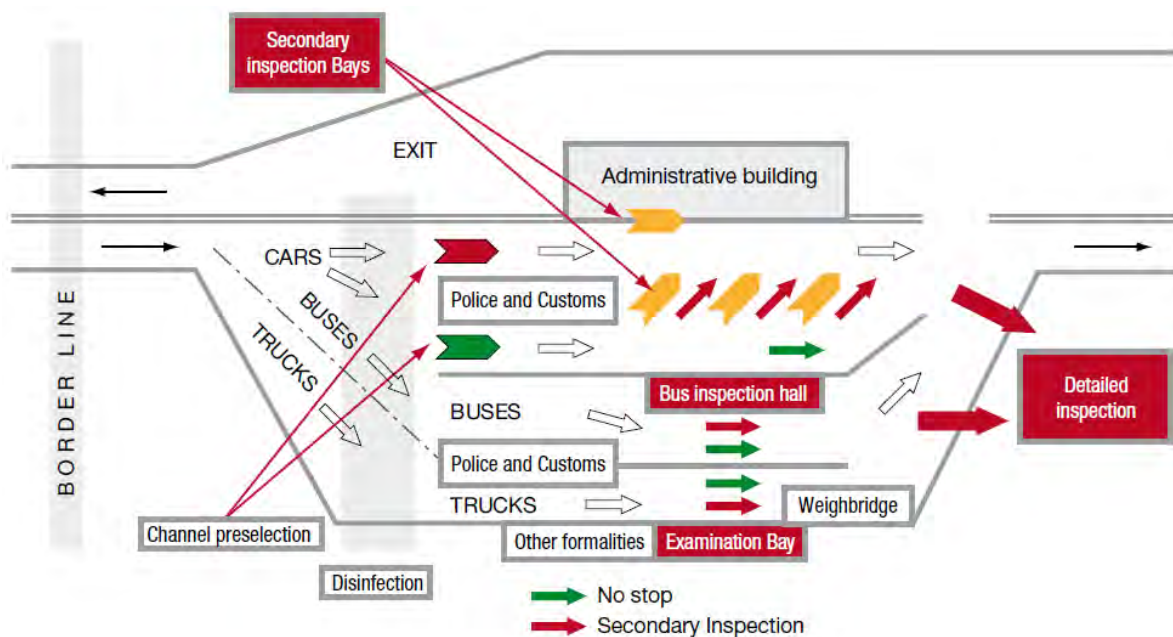 Secondary
inspection Bays
EXIT
Administrative building
CARS
Police and Customs
BUSES
TRUCKS
BORDER LINE
Bus inspection hall
Detailed
inspection
BUSES
Police and Customs
TRUCKS
Weighbridge
Channel preselection
Other formalities
Examination Bay
Disinfection
No stop
Secondary Inspection